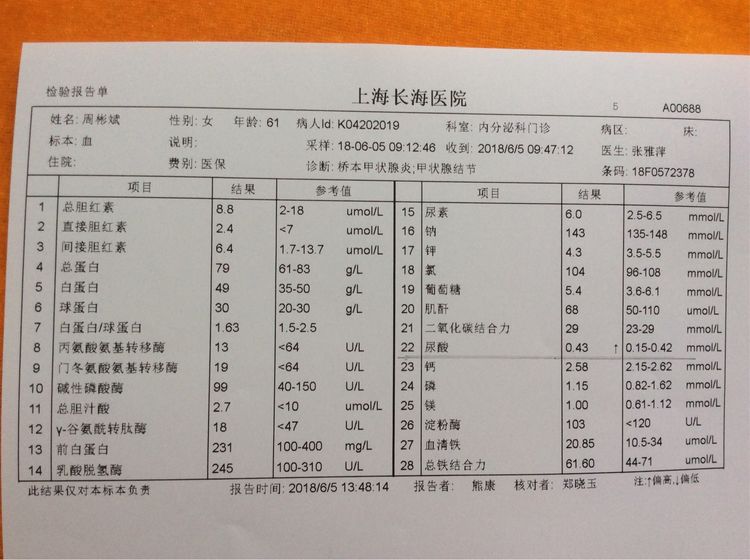 检验报告单
上海长海医院
5 A00688
姓名: 周彬斌 性别: 女 年龄: 61 病人Id: K04202019 科室: 内分泌科门诊 病区: 床:
标本: 血 说明: 采样: 18-06-05 09:12:46 收到: 2018/6/5 09:47:12 医生: 张雅萍
住院: 费别: 医保 诊断: 桥本甲状腺炎;甲状腺结节 条码: 18F0572378
项目 结果 参考值 项目 结果 参考值
1 总胆红素 8.8 2-18 umol/L 15 尿素 6.0 2.5-6.5 mmol/L
2 直接胆红素 2.4 <7 umol/L 16 钠 143 135-148 mmol/L
3 间接胆红素 6.4 1.7-13.7 umol/L 17 钾 4.3 3.5-5.5 mmol/L
4 总蛋白 79 61-83 g/L 18 氯 104 96-108 mmol/L
5 白蛋白 49 35-50 g/L 19 葡萄糖 5.4 3.6-6.1 mmol/L
6 球蛋白 30 20-30 g/L 20 肌酐 68 50-110 umol/L
7 白蛋白/球蛋白 1.63 1.5-2.5 21 二氧化碳结合力 29 23-29 mmol/L
8 丙氨酸氨基转移酶 13 <64 U/L 22 尿酸 0.43 ↑ 0.15-0.42 mmol/L
9 门冬氨酸氨基转移酶 19 <64 U/L 23 钙 2.58 2.15-2.62 mmol/L
10 碱性磷酸酶 99 40-150 U/L 24 磷 1.15 0.82-1.62 mmol/L
11 总胆汁酸 2.7 <10 umol/L 25 镁 1.00 0.61-1.12 mmol/L
12 γ-谷氨酰转肽酶 18 <47 U/L 26 淀粉酶 103 <120 U/L
13 前白蛋白 231 100-400 mg/L 27 血清铁 20.85 10.5-34 umol/L
14 乳酸脱氢酶 245 100-310 U/L 28 总铁结合力 61.60 44-71 umol/L
此结果仅对本标本负责 报告时间: 2018/6/5 13:48:14 报告者: 熊康 核对者: 郑晓玉 注:↑偏高,↓偏低